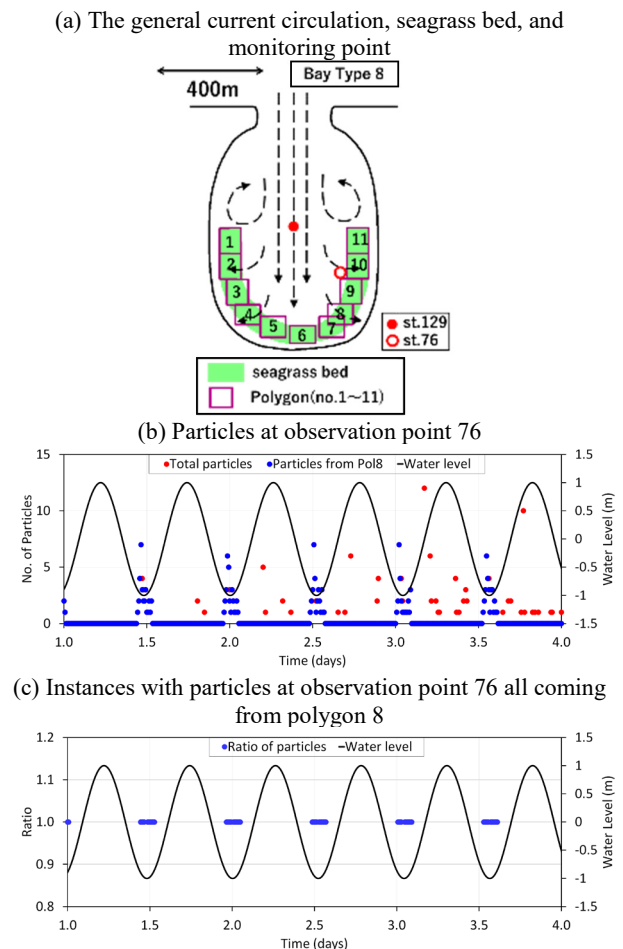 (a) The general current circulation, seagrass bed, and
monitoring point
Bay Type 8
400m
1
11
2
10
3
9
4
8
5
7
6
st.129
st.76
seagrass bed
Polygon(no.1～11)
(b) Particles at observation point 76
Total particles Particles from Pol8 Water level
15
10
5
0
No. of Particles
1.5
1
0.5
0
-0.5
-1
-1.5
Water Level (m)
1.0 1.5 2.0 2.5 3.0 3.5 4.0
Time (days)
(c) Instances with particles at observation point 76 all coming
from polygon 8
Ratio of particles Water level
1.2
1.1
1.0
0.9
0.8
Ratio
1.5
1
0.5
0
-0.5
-1
-1.5
Water Level (m)
1.0 1.5 2.0 2.5 3.0 3.5 4.0
Time (days)